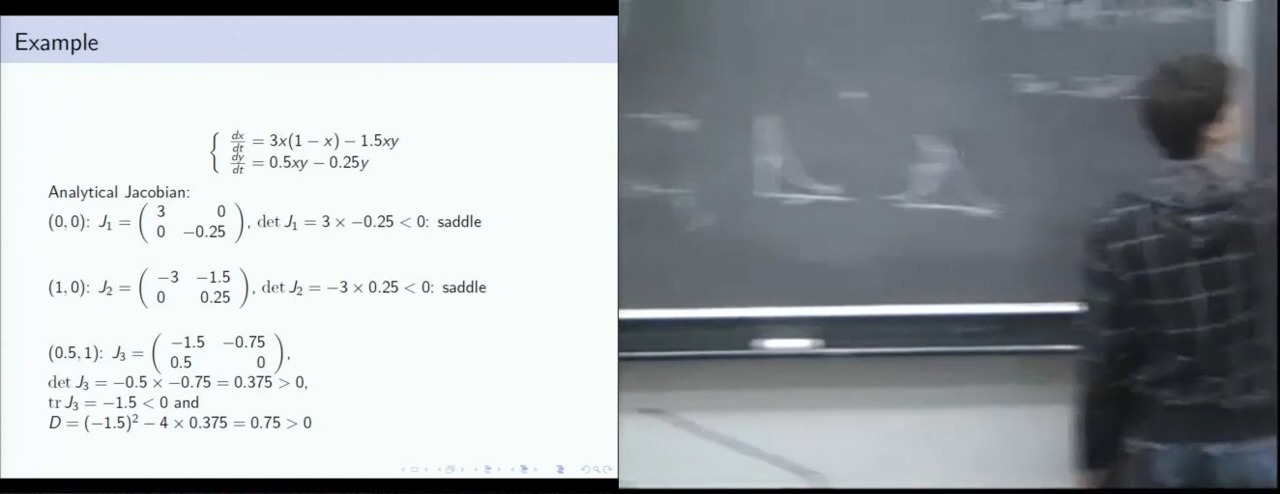 Example
{ dx/dt = 3x(1 − x) − 1.5xy
dy/dt = 0.5xy − 0.25y
Analytical Jacobian:
(0, 0): J₁ = ( 3 0 ; 0 −0.25 ), det J₁ = 3 × −0.25 < 0: saddle
(1, 0): J₂ = ( −3 −1.5 ; 0 0.25 ), det J₂ = −3 × 0.25 < 0: saddle
(0.5, 1): J₃ = ( −1.5 −0.75 ; 0.5 0 ),
det J₃ = −0.5 × −0.75 = 0.375 > 0,
tr J₃ = −1.5 < 0 and
D = (−1.5)² − 4 × 0.375 = 0.75 > 0